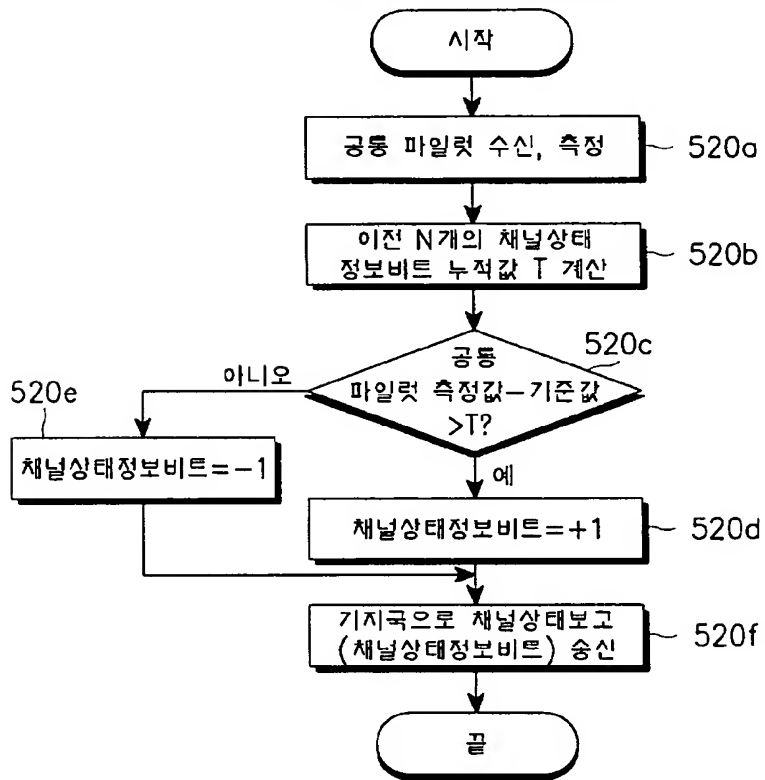 시작
공통 파일럿 수신, 측정
520a
이전 N개의 채널상태
정보비트 누적값 T 계산
520b
공통
파일럿 측정값-기준값
>T?
520c
아니오
520e
채널상태정보비트=-1
예
채널상태정보비트=+1
520d
기지국으로 채널상태보고
(채널상태정보비트) 송신
520f
끝